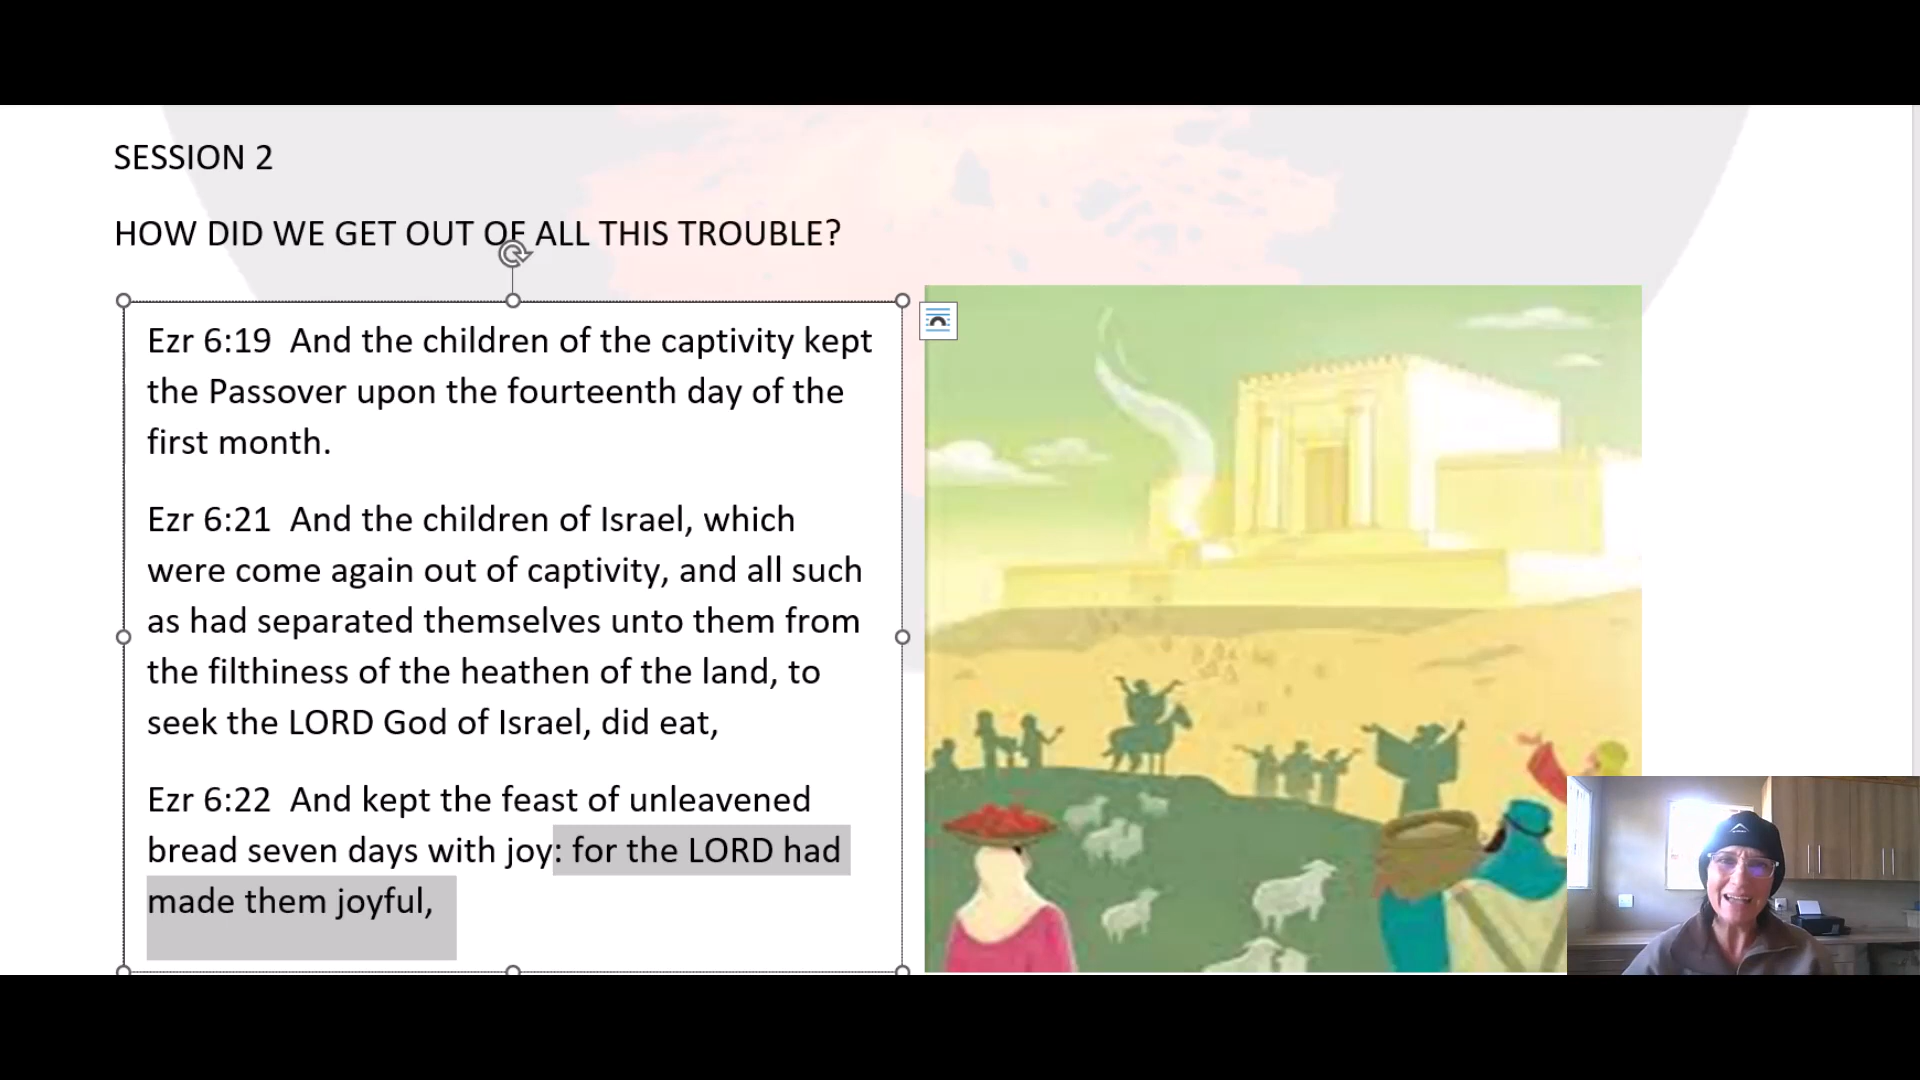 SESSION 2
HOW DID WE GET OUT OF ALL THIS TROUBLE?
Ezr 6:19  And the children of the captivity kept
the Passover upon the fourteenth day of the
first month.
Ezr 6:21  And the children of Israel, which
were come again out of captivity, and all such
as had separated themselves unto them from
the filthiness of the heathen of the land, to
seek the LORD God of Israel, did eat,
Ezr 6:22  And kept the feast of unleavened
bread seven days with joy: for the LORD had
made them joyful,